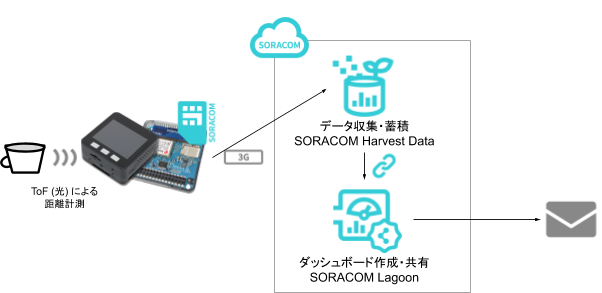 SORACOM
SORACOM
3G
データ収集・蓄積
SORACOM Harvest Data
ToF (光) による
距離計測
ダッシュボード作成・共有
SORACOM Lagoon